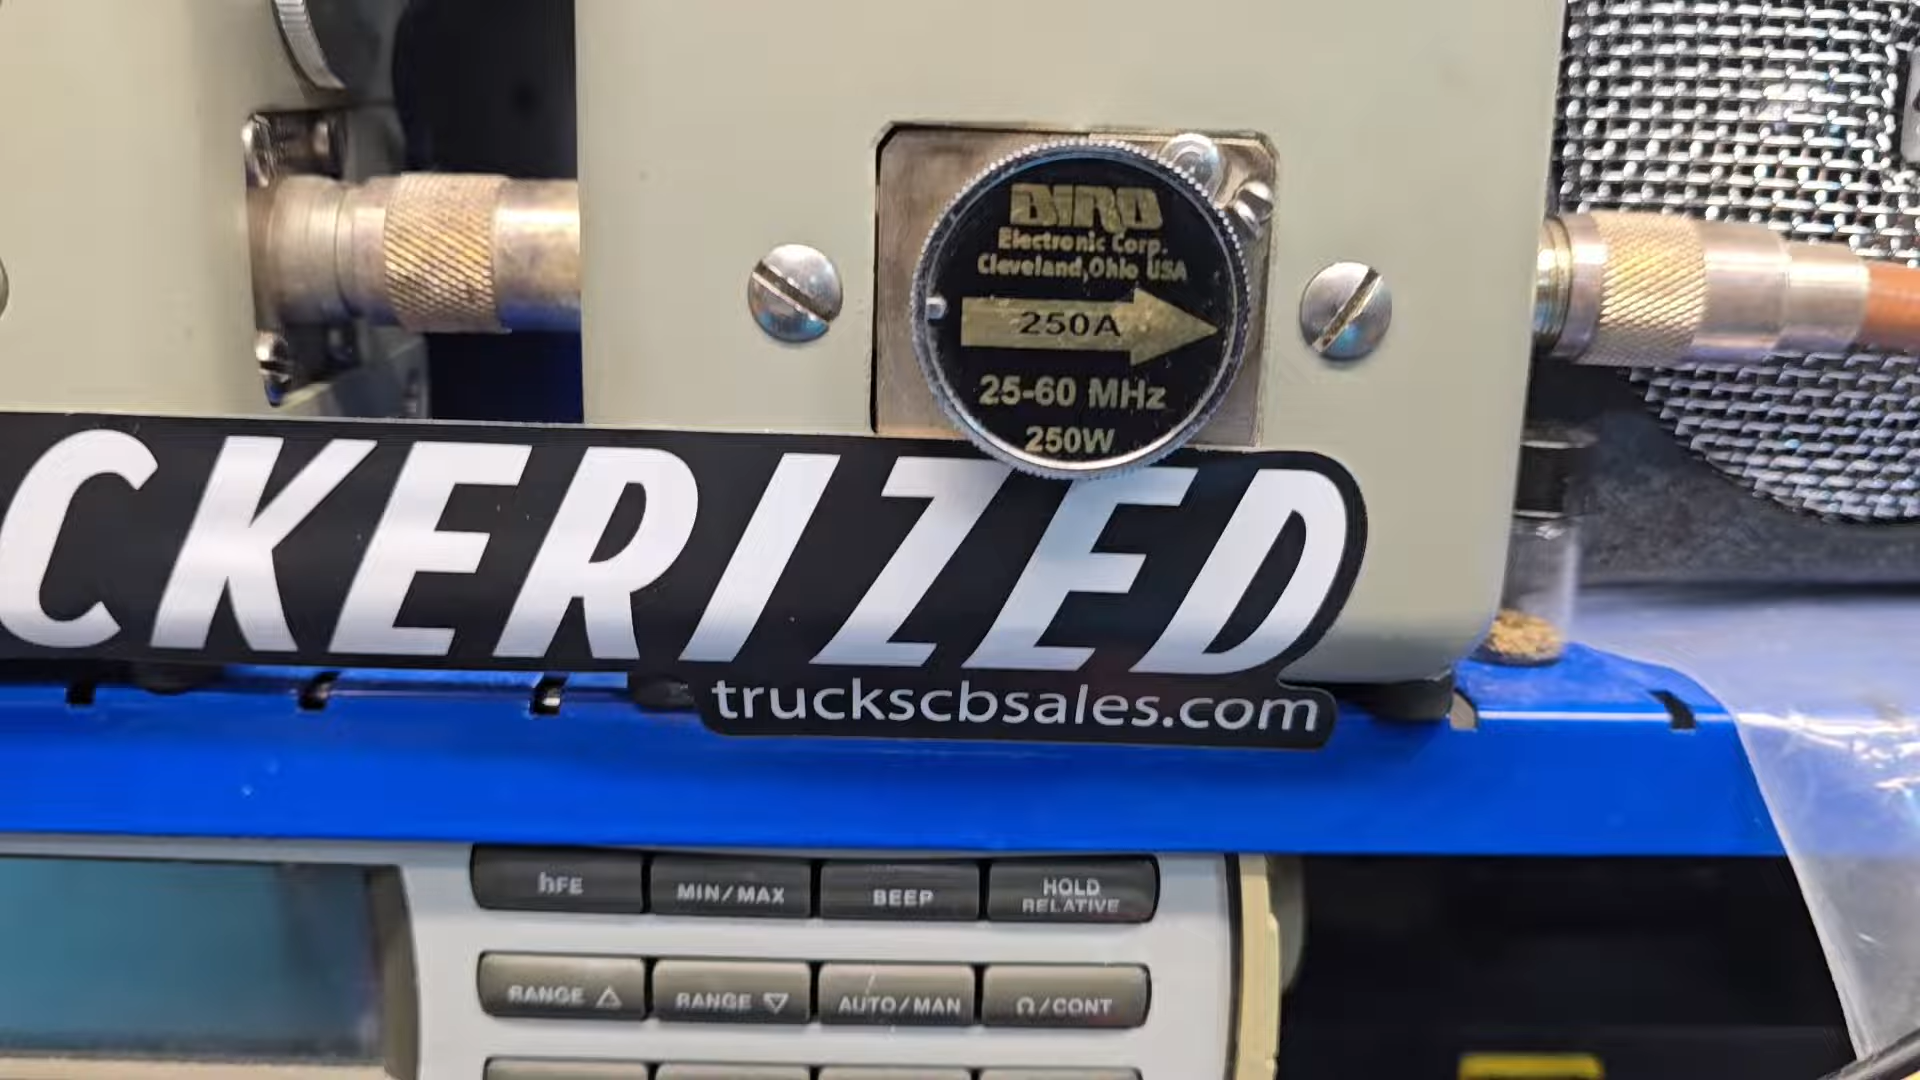 BIRD
Electronic Corp.
Cleveland, Ohio USA
250A
25-60 MHz
250W
CKERIZED
truckscbsales.com
hFE
MIN/MAX
BEEP
HOLD
RELATIVE
RANGE △
RANGE ▽
AUTO/MAN
Ω/CONT